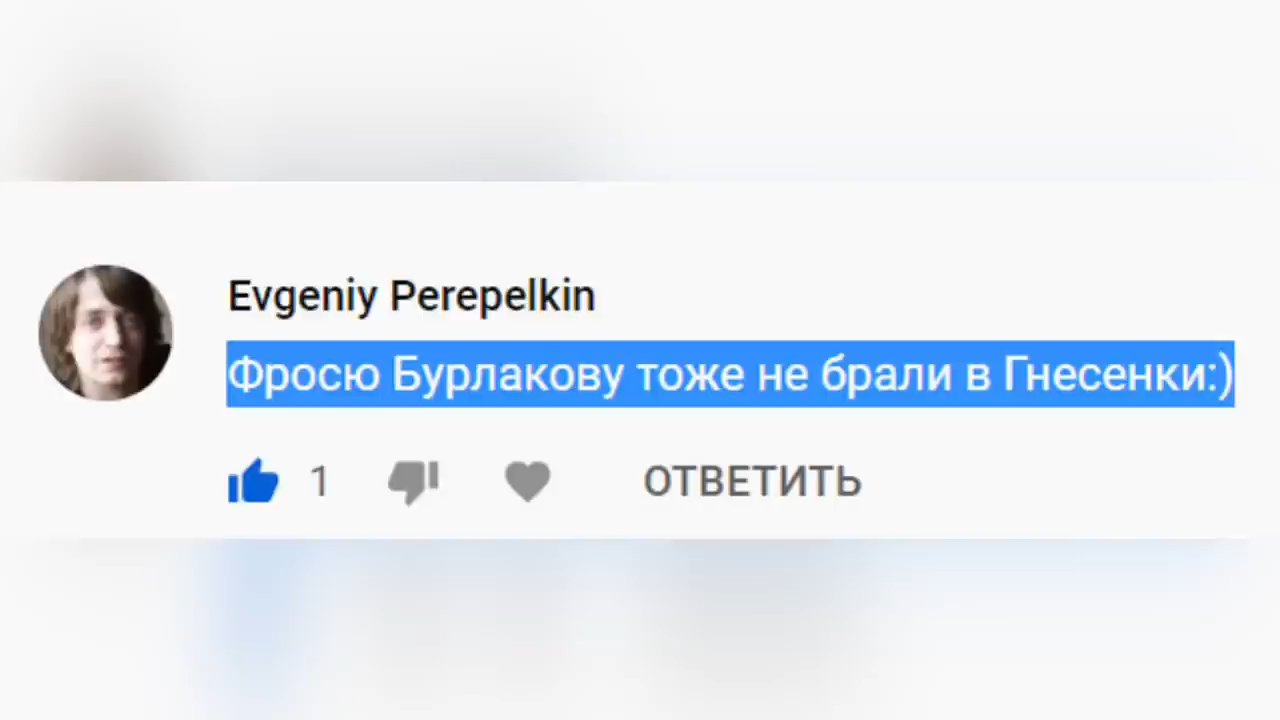 Evgeniy Perepelkin
Фросю Бурлакову тоже не брали в Гнесенки:)
1 ОТВЕТИТЬ